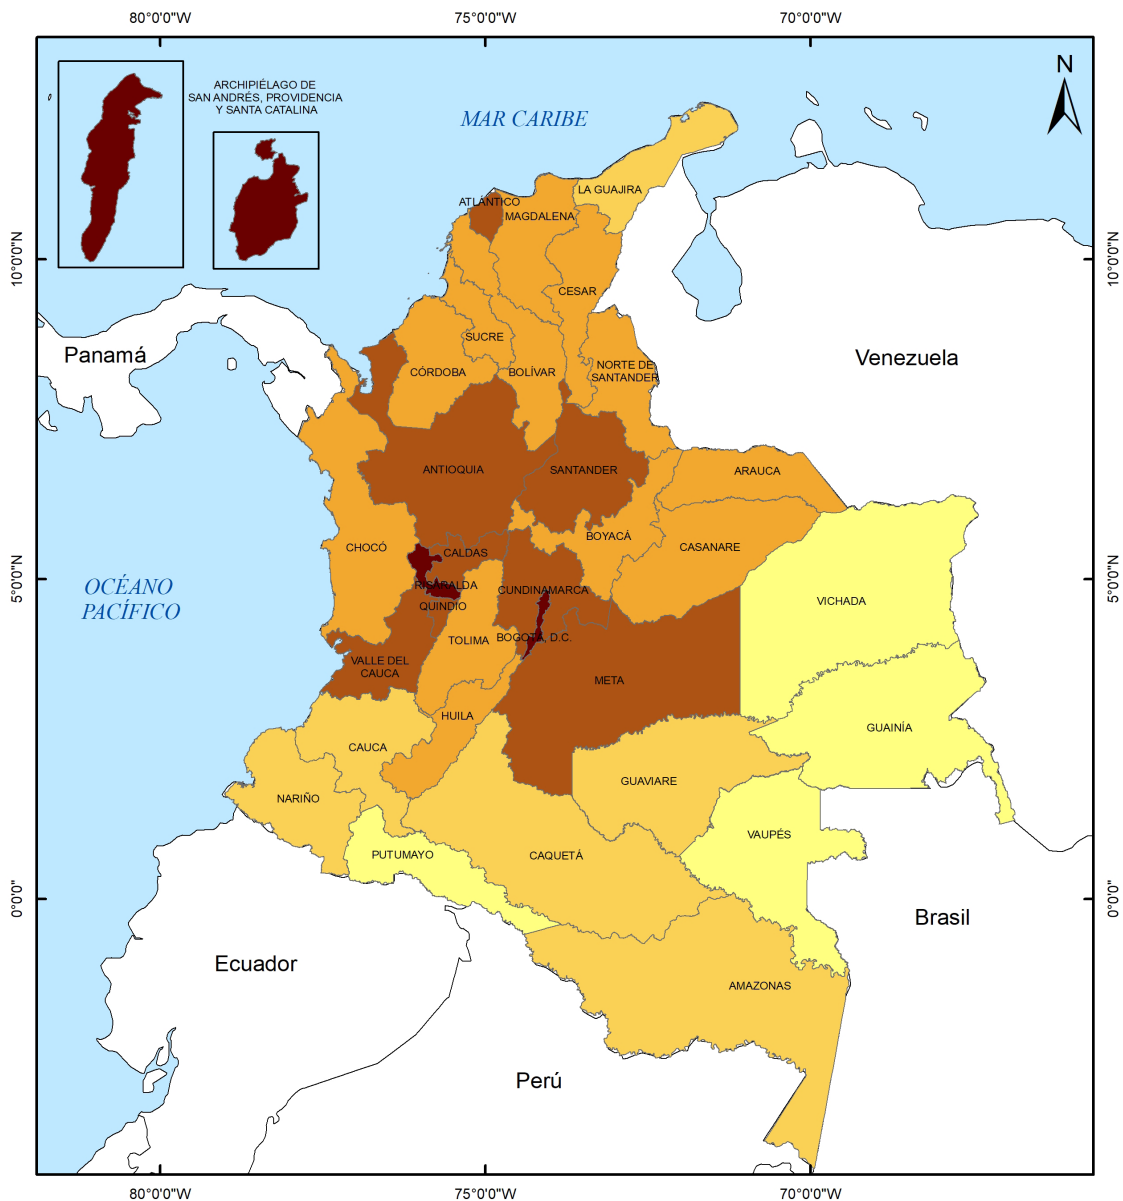 80°0'0"W
75°0'0"W
70°0'0"W
N
ARCHIPIÉLAGO DE
SAN ANDRÉS, PROVIDENCIA
Y SANTA CATALINA
MAR CARIBE
LA GUAJIRA
ATLÁNTICO
MAGDALENA
10°0'0"N
10°0'0"N
CESAR
SUCRE
Panamá
Venezuela
CÓRDOBA
BOLÍVAR
NORTE DE
SANTANDER
ANTIOQUIA
SANTANDER
ARAUCA
BOYACÁ
CHOCÓ
CASANARE
CALDAS
5°0'0"N
5°0'0"N
OCÉANO
PACÍFICO
RISARALDA
CUNDINAMARCA
VICHADA
QUINDÍO
BOGOTÁ, D.C.
TOLIMA
VALLE DEL
CAUCA
META
HUILA
GUAINÍA
CAUCA
GUAVIARE
NARIÑO
VAUPÉS
PUTUMAYO
CAQUETÁ
0°0'0"
0°0'0"
Brasil
Ecuador
AMAZONAS
Perú
80°0'0"W
75°0'0"W
70°0'0"W